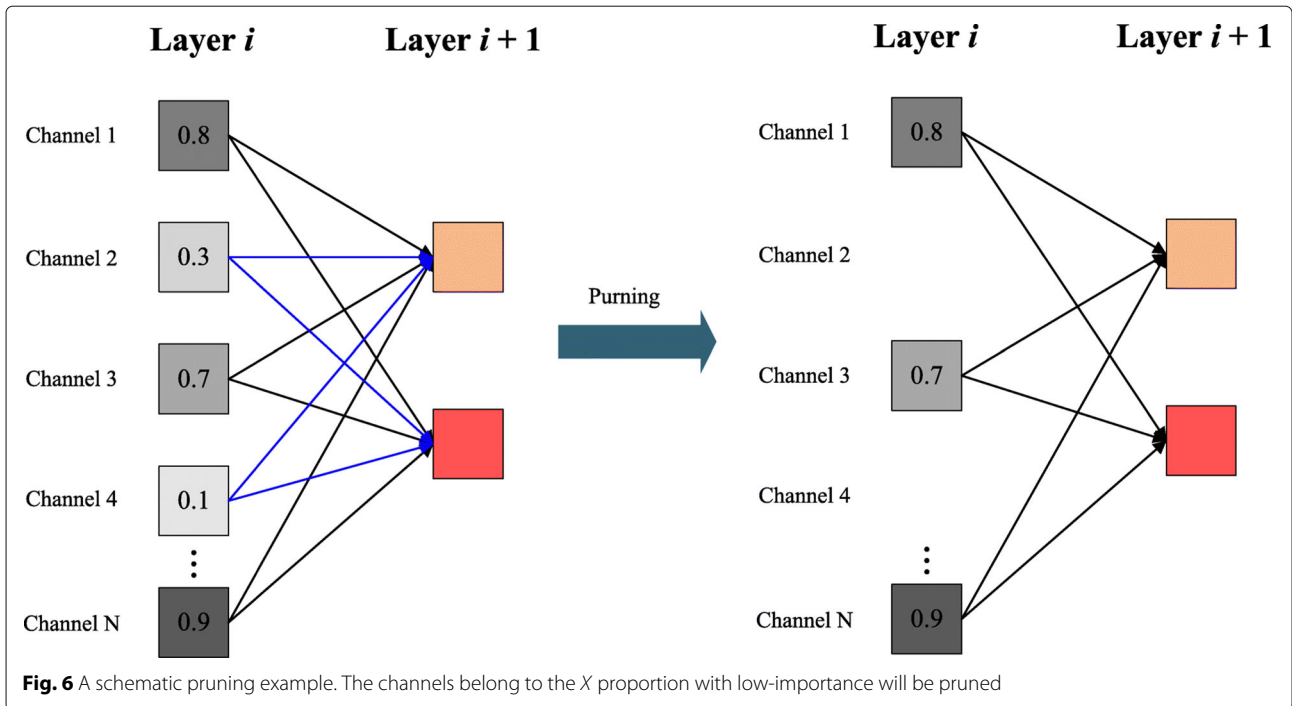 Layer i
Layer i + 1
Channel 1
0.8
Channel 2
0.3
Channel 3
0.7
Channel 4
0.1
Channel N
0.9
Purning
Layer i
Layer i + 1
Channel 1
0.8
Channel 2
Channel 3
0.7
Channel 4
Channel N
0.9
Fig. 6 A schematic pruning example. The channels belong to the X proportion with low-importance will be pruned